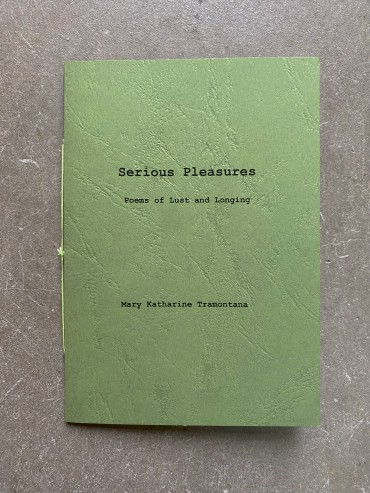 Serious Pleasures
Poems of Lust and Longing
Mary Katharine Tramontana